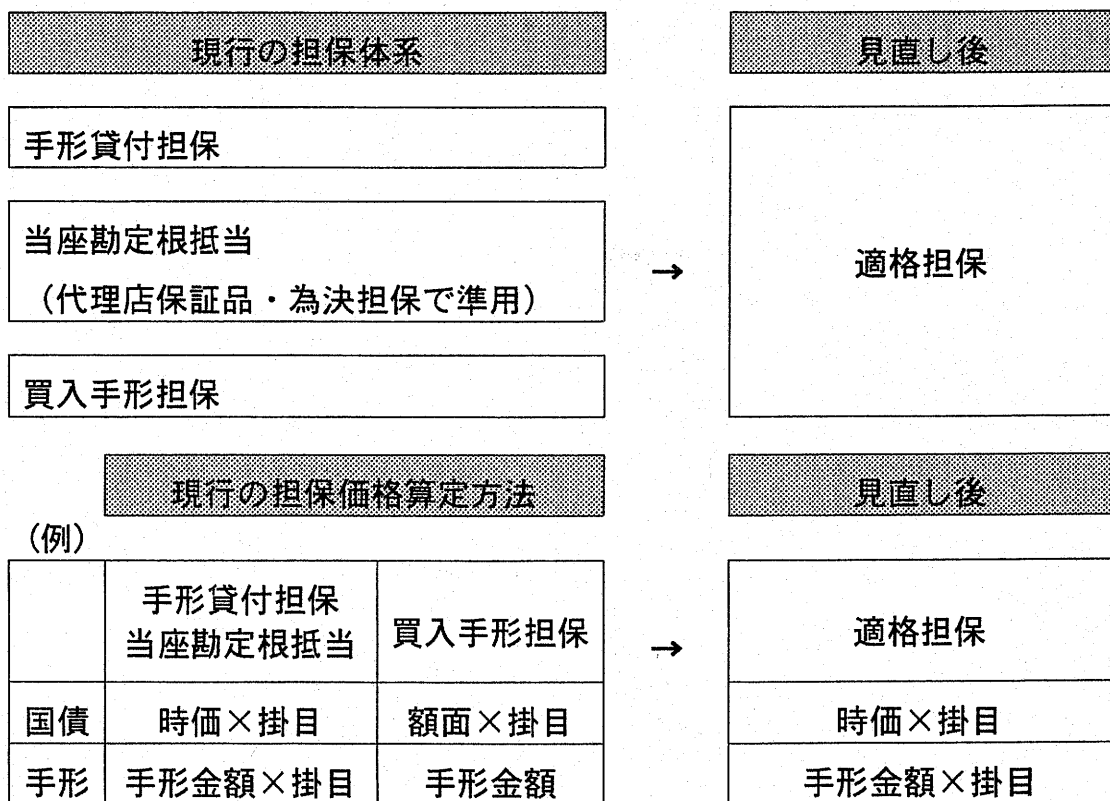 現行の担保体系
見直し後
手形貸付担保
当座勘定根抵当
（代理店保証品・為決担保で準用）
買入手形担保
→
適格担保
現行の担保価格算定方法
見直し後
（例）
手形貸付担保
当座勘定根抵当
買入手形担保
→
適格担保
国債
時価×掛目
額面×掛目
時価×掛目
手形
手形金額×掛目
手形金額
手形金額×掛目